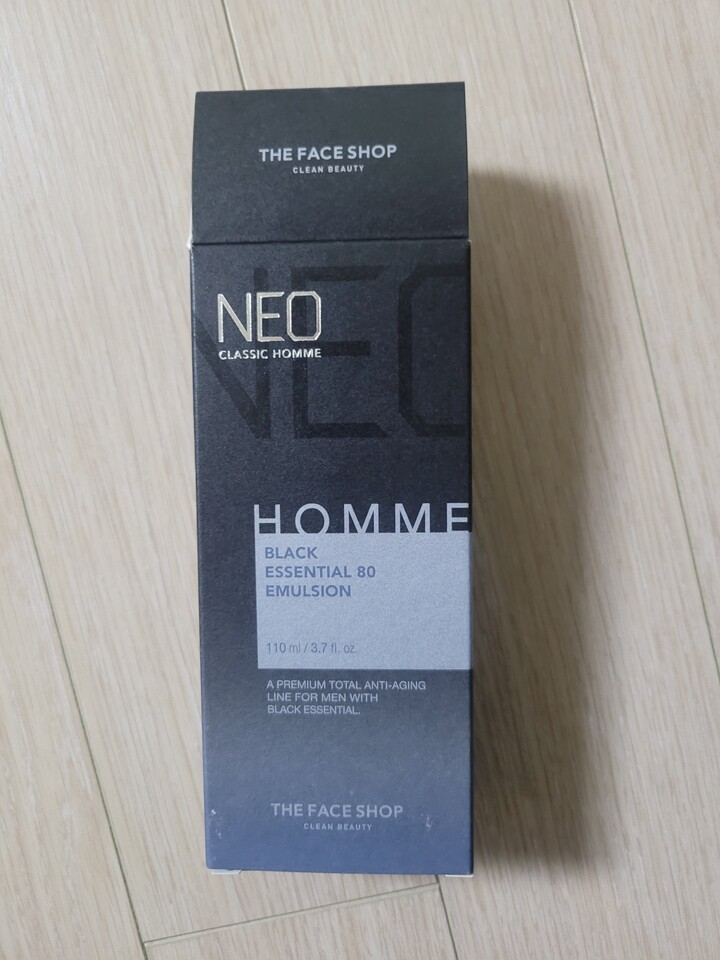 THE FACE SHOP
CLEAN BEAUTY
NEO
NEO
CLASSIC HOMME
HOMME
BLACK
ESSENTIAL 80
EMULSION
110 ml / 3.7 fl. oz.
A PREMIUM TOTAL ANTI-AGING
LINE FOR MEN WITH
BLACK ESSENTIAL.
THE FACE SHOP
CLEAN BEAUTY